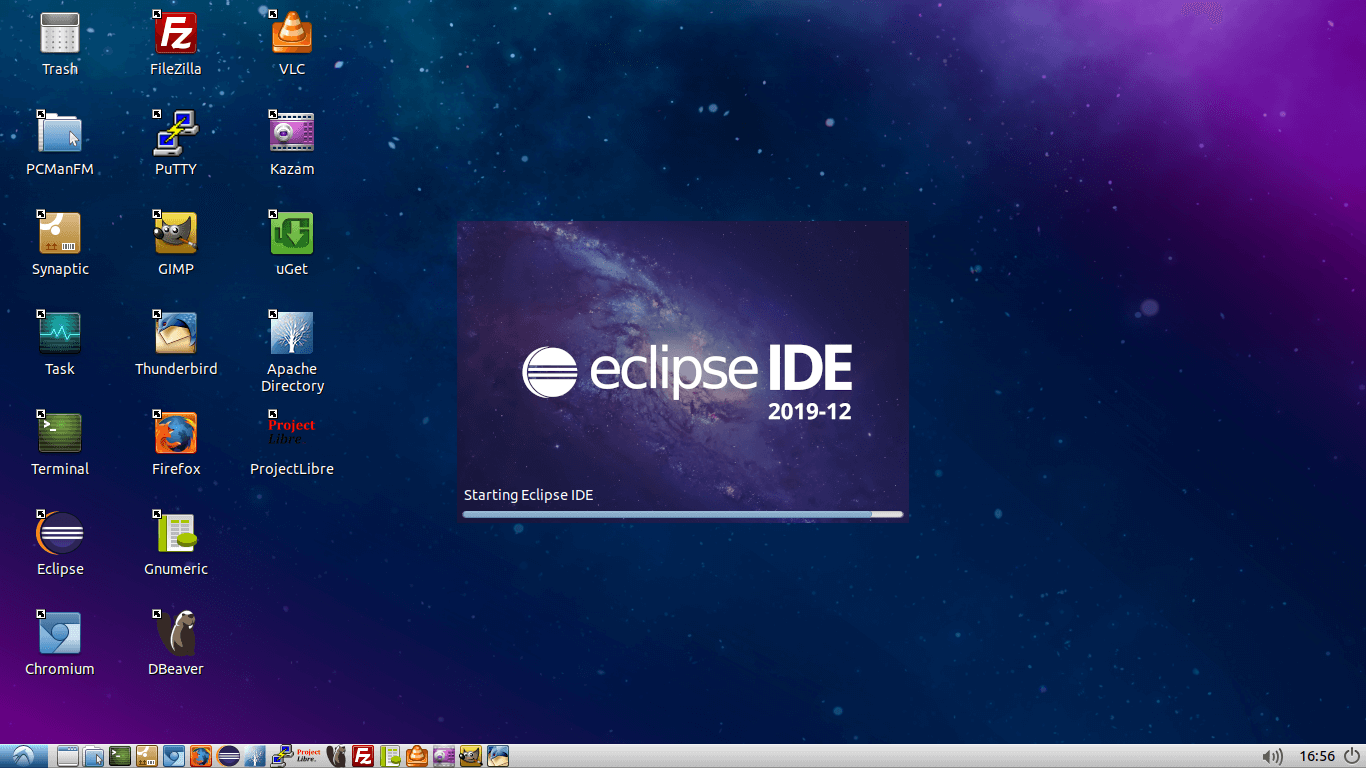 Trash
FileZilla
VLC
PCManFM
PuTTY
Kazam
Synaptic
GIMP
uGet
Task
Thunderbird
Apache
Directory
Terminal
Firefox
Project
Libre
ProjectLibre
Eclipse
Gnumeric
Chromium
DBeaver
eclipse IDE
2019-12
Starting Eclipse IDE
Project
Libre.
16:56